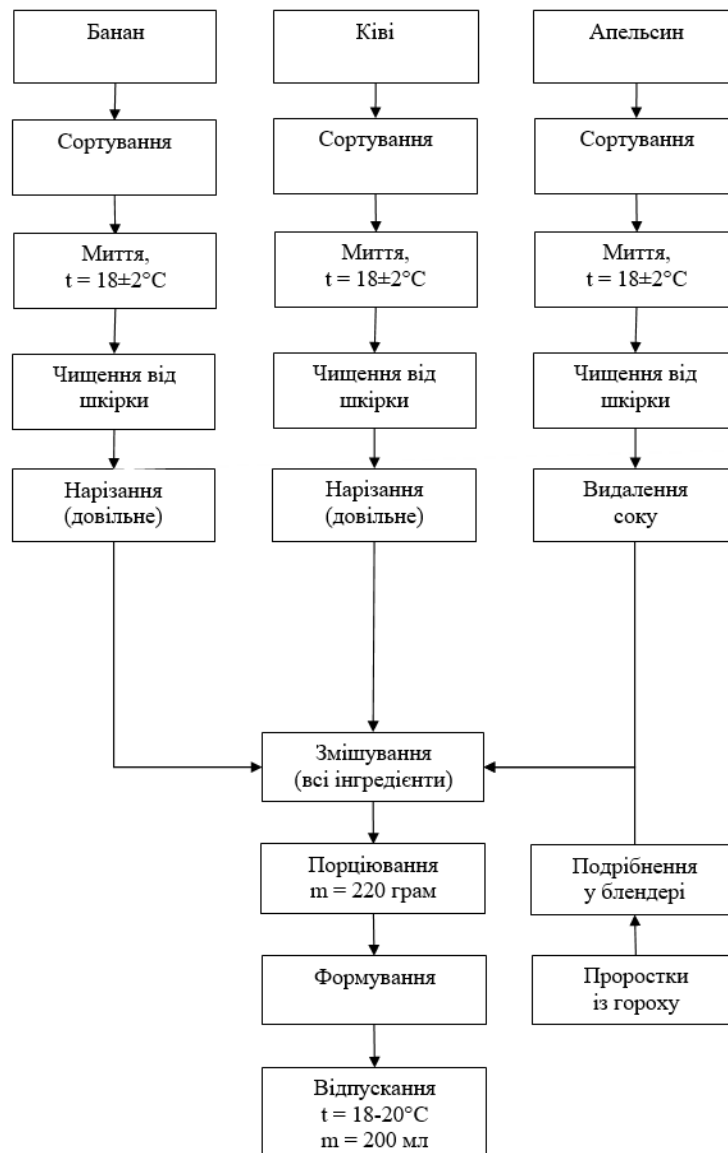 Банан
Ківі
Апельсин
Сортування
Сортування
Сортування
Миття,
t = 18±2°C
Миття,
t = 18±2°C
Миття,
t = 18±2°C
Чищення від
шкірки
Чищення від
шкірки
Чищення від
шкірки
Нарізання
(довільне)
Нарізання
(довільне)
Видалення
соку
Змішування
(всі інгредієнти)
Порціювання
m = 220 грам
Подрібнення
у блендері
Формування
Проростки
із гороху
Відпускання
t = 18-20°C
m = 200 мл